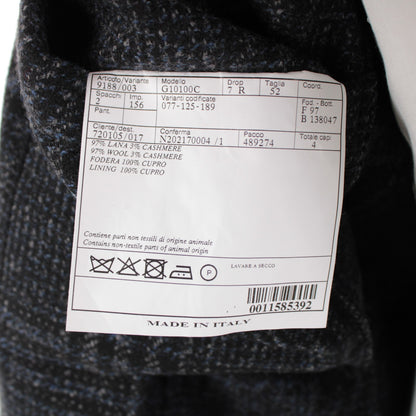 Articolo/Variante Modello Drop Taglia Coord.
9188/003 G10100C 7 R 52
Spacchi Imp. Varianti codificate Fod. - Bott.
2 156 077-125-189 F 97
Pant. B 138047
Cliente/dest. Conferma Pacco Totale capi
720105/017 N202170004 /1 489274 4
97% LANA 3% CASHMERE
97% WOOL 3% CASHMERE
FODERA 100% CUPRO
LINING 100% CUPRO
Contiene parti non tessili di origine animale
Contains non-textile parts of animal origin
P LAVARE A SECCO
0011585392
MADE IN ITALY